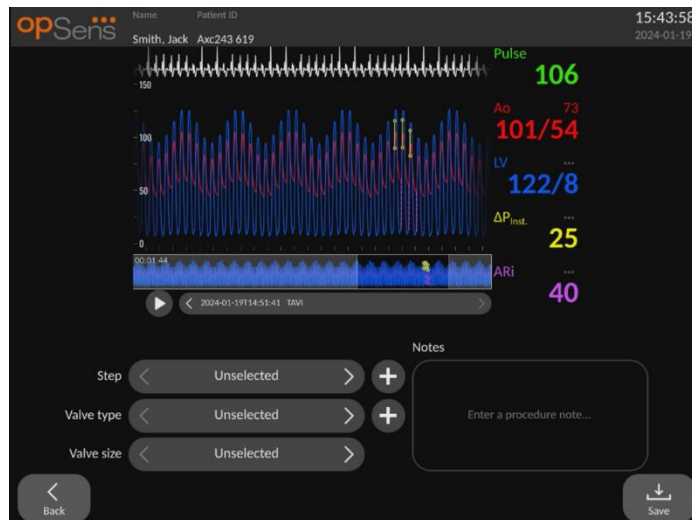 opSens
Name Patient ID
Smith, Jack Axc243 619
15:43:58
2024-01-19
150
100
50
0
Pulse
106
Ao 73
101/54
LV ---
122/8
ΔPInst. ---
25
ARi ---
40
00:01:44
2024-01-19T14:51:41 TAVI
Notes
Step Unselected
Valve type Unselected
Enter a procedure note...
Valve size Unselected
Back
Save